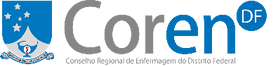 Coren DF
Conselho Regional de Enfermagem do Distrito Federal